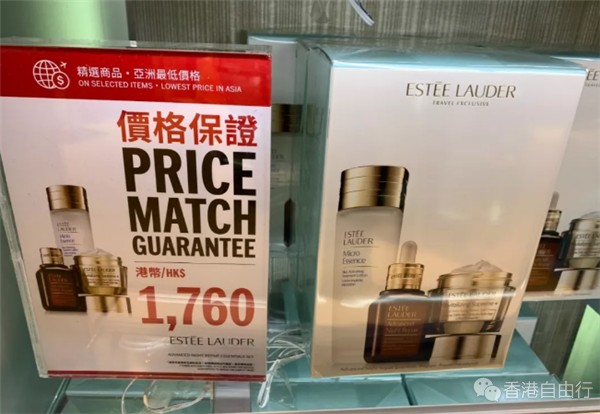 精選商品 · 亞洲最低價格
ON SELECTED ITEMS · LOWEST PRICE IN ASIA
價格保證
PRICE
MATCH
GUARANTEE
港幣/HK$
1,760
ESTĒE LAUDER
ESTĒE LAUDER
TRAVEL EXCLUSIVE
ESTĒE
LAUDER
Micro
Essence
ESTĒE
LAUDER
香港自由行